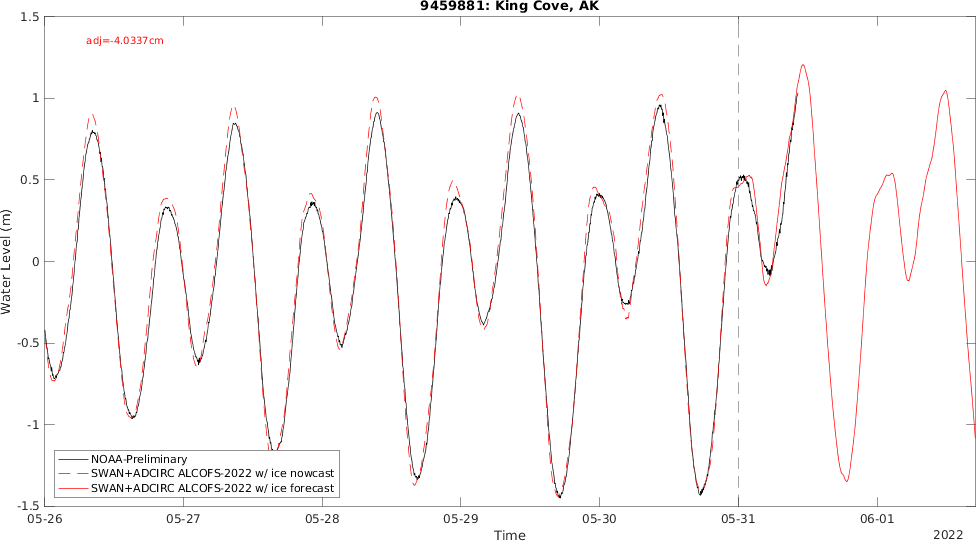 9459881: King Cove, AK
adj=-4.0337cm
Water Level (m)
1.5
1
0.5
0
-0.5
-1
-1.5
NOAA-Preliminary
SWAN+ADCIRC ALCOFS-2022 w/ ice nowcast
SWAN+ADCIRC ALCOFS-2022 w/ ice forecast
05-26 05-27 05-28 05-29 05-30 05-31 06-01
Time
2022